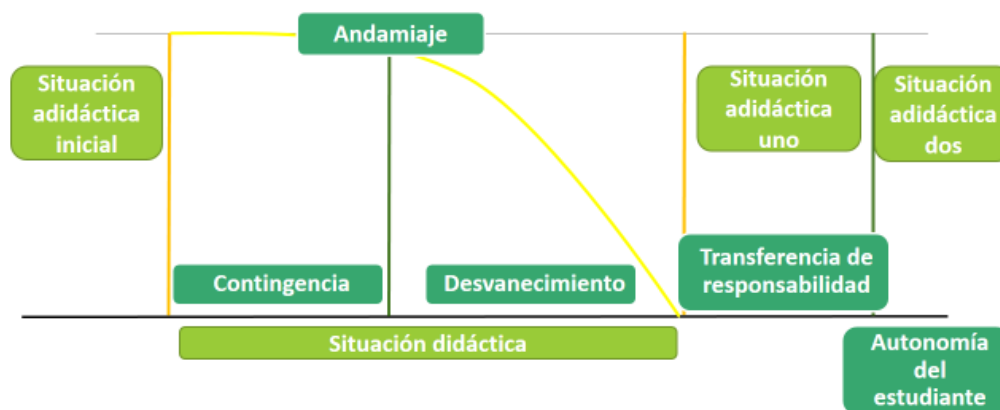 Andamiaje
Situación
adidáctica
inicial
Situación
adidáctica
uno
Situación
adidáctica
dos
Contingencia
Desvanecimiento
Transferencia de
responsabilidad
Situación didáctica
Autonomía
del
estudiante